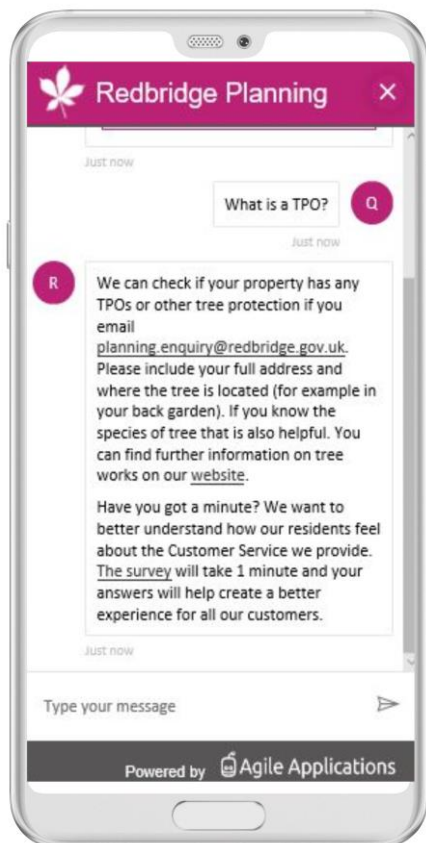 Redbridge Planning
Just now
What is a TPO?
Q
Just now
R
We can check if your property has any
TPOs or other tree protection if you
email
planning.enquiry@redbridge.gov.uk.
Please include your full address and
where the tree is located (for example in
your back garden). If you know the
species of tree that is also helpful. You
can find further information on tree
works on our website.
Have you got a minute? We want to
better understand how our residents feel
about the Customer Service we provide.
The survey will take 1 minute and your
answers will help create a better
experience for all our customers.
Just now
Type your message
Powered by Agile Applications